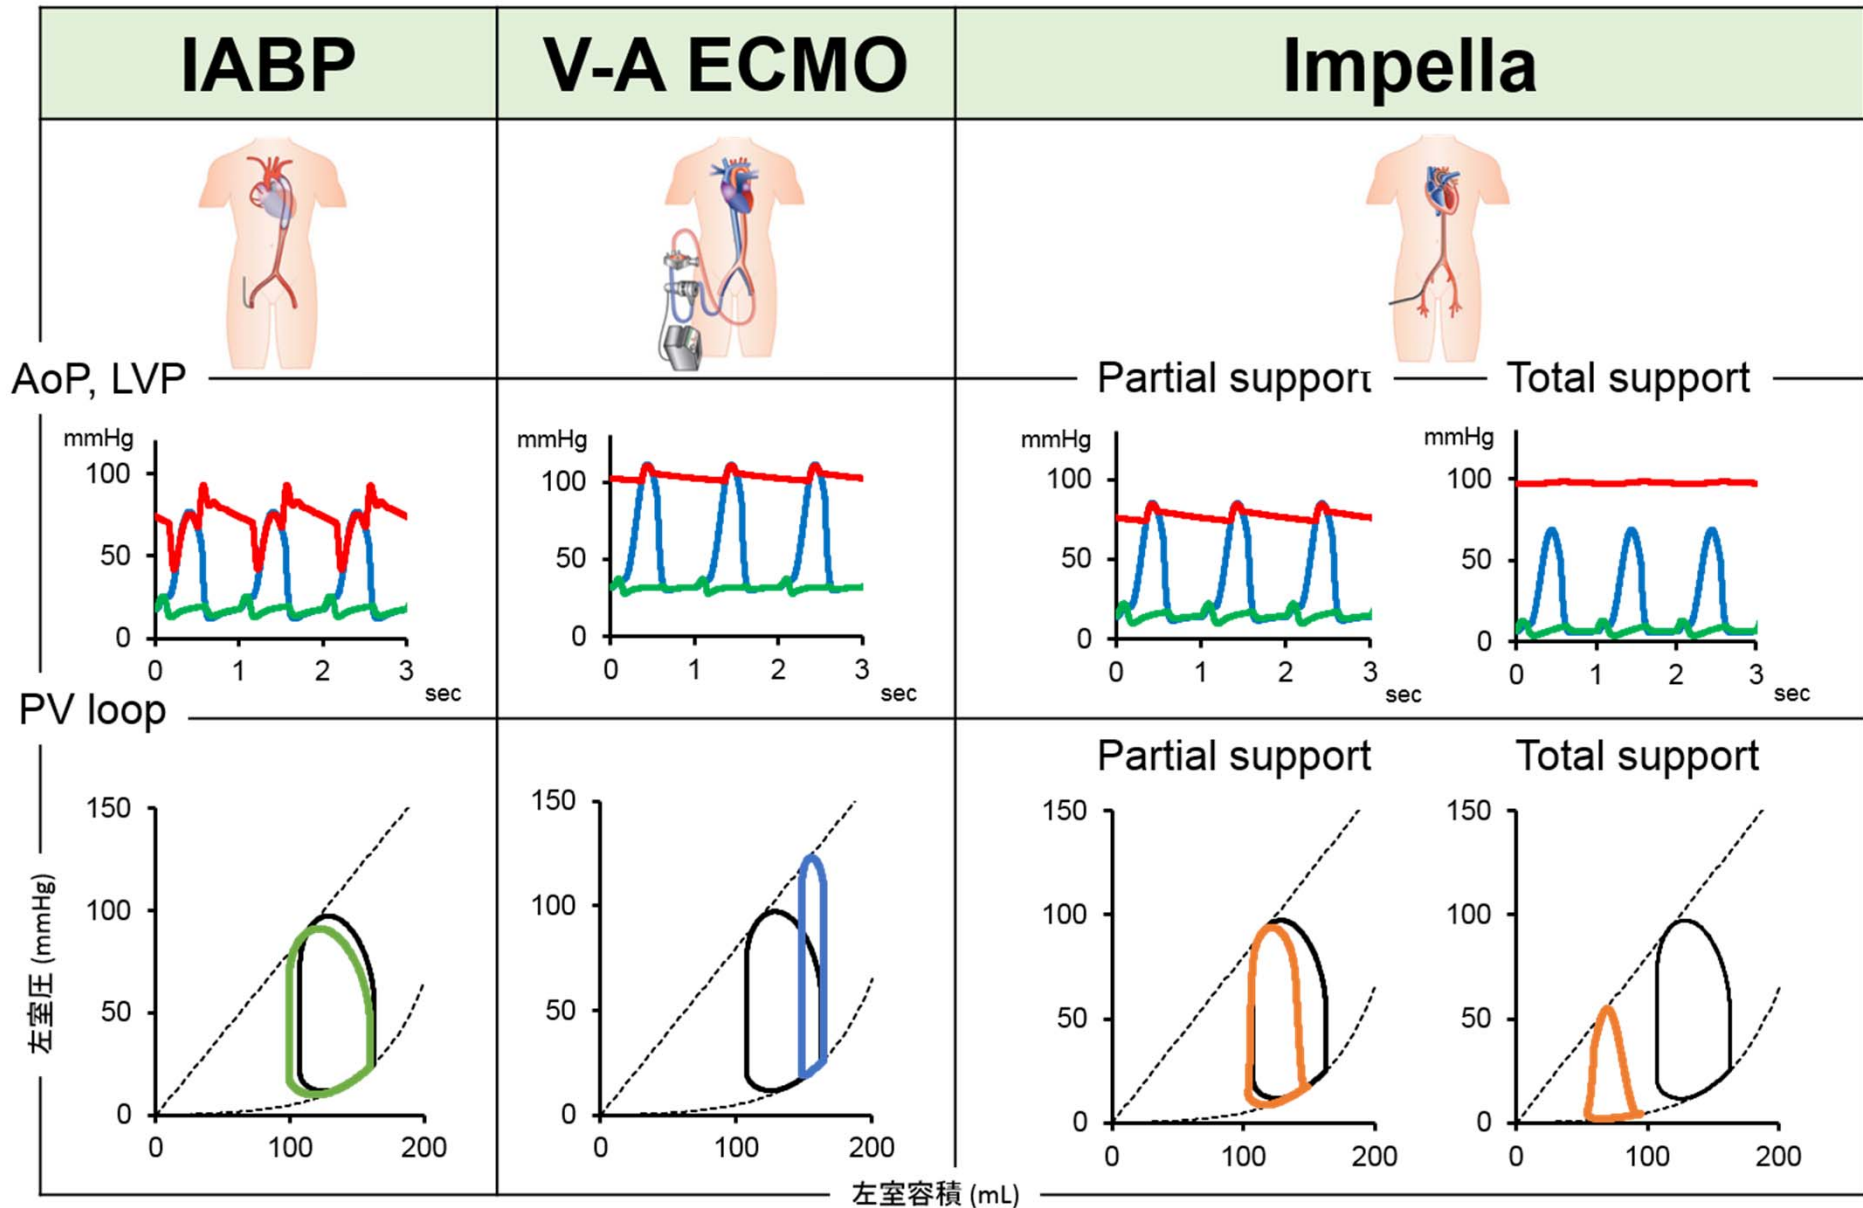 IABP
V-A ECMO
Impella
AoP, LVP
Partial support
Total support
mmHg
100
50
0
0 1 2 3
sec
mmHg
100
50
0
0 1 2 3
sec
mmHg
100
50
0
0 1 2 3
sec
mmHg
100
50
0
0 1 2 3
sec
PV loop
Partial support
Total support
左室圧 (mmHg)
150
100
50
0
0 100 200
150
100
50
0
0 100 200
150
100
50
0
0 100 200
150
100
50
0
0 100 200
左室容積 (mL)